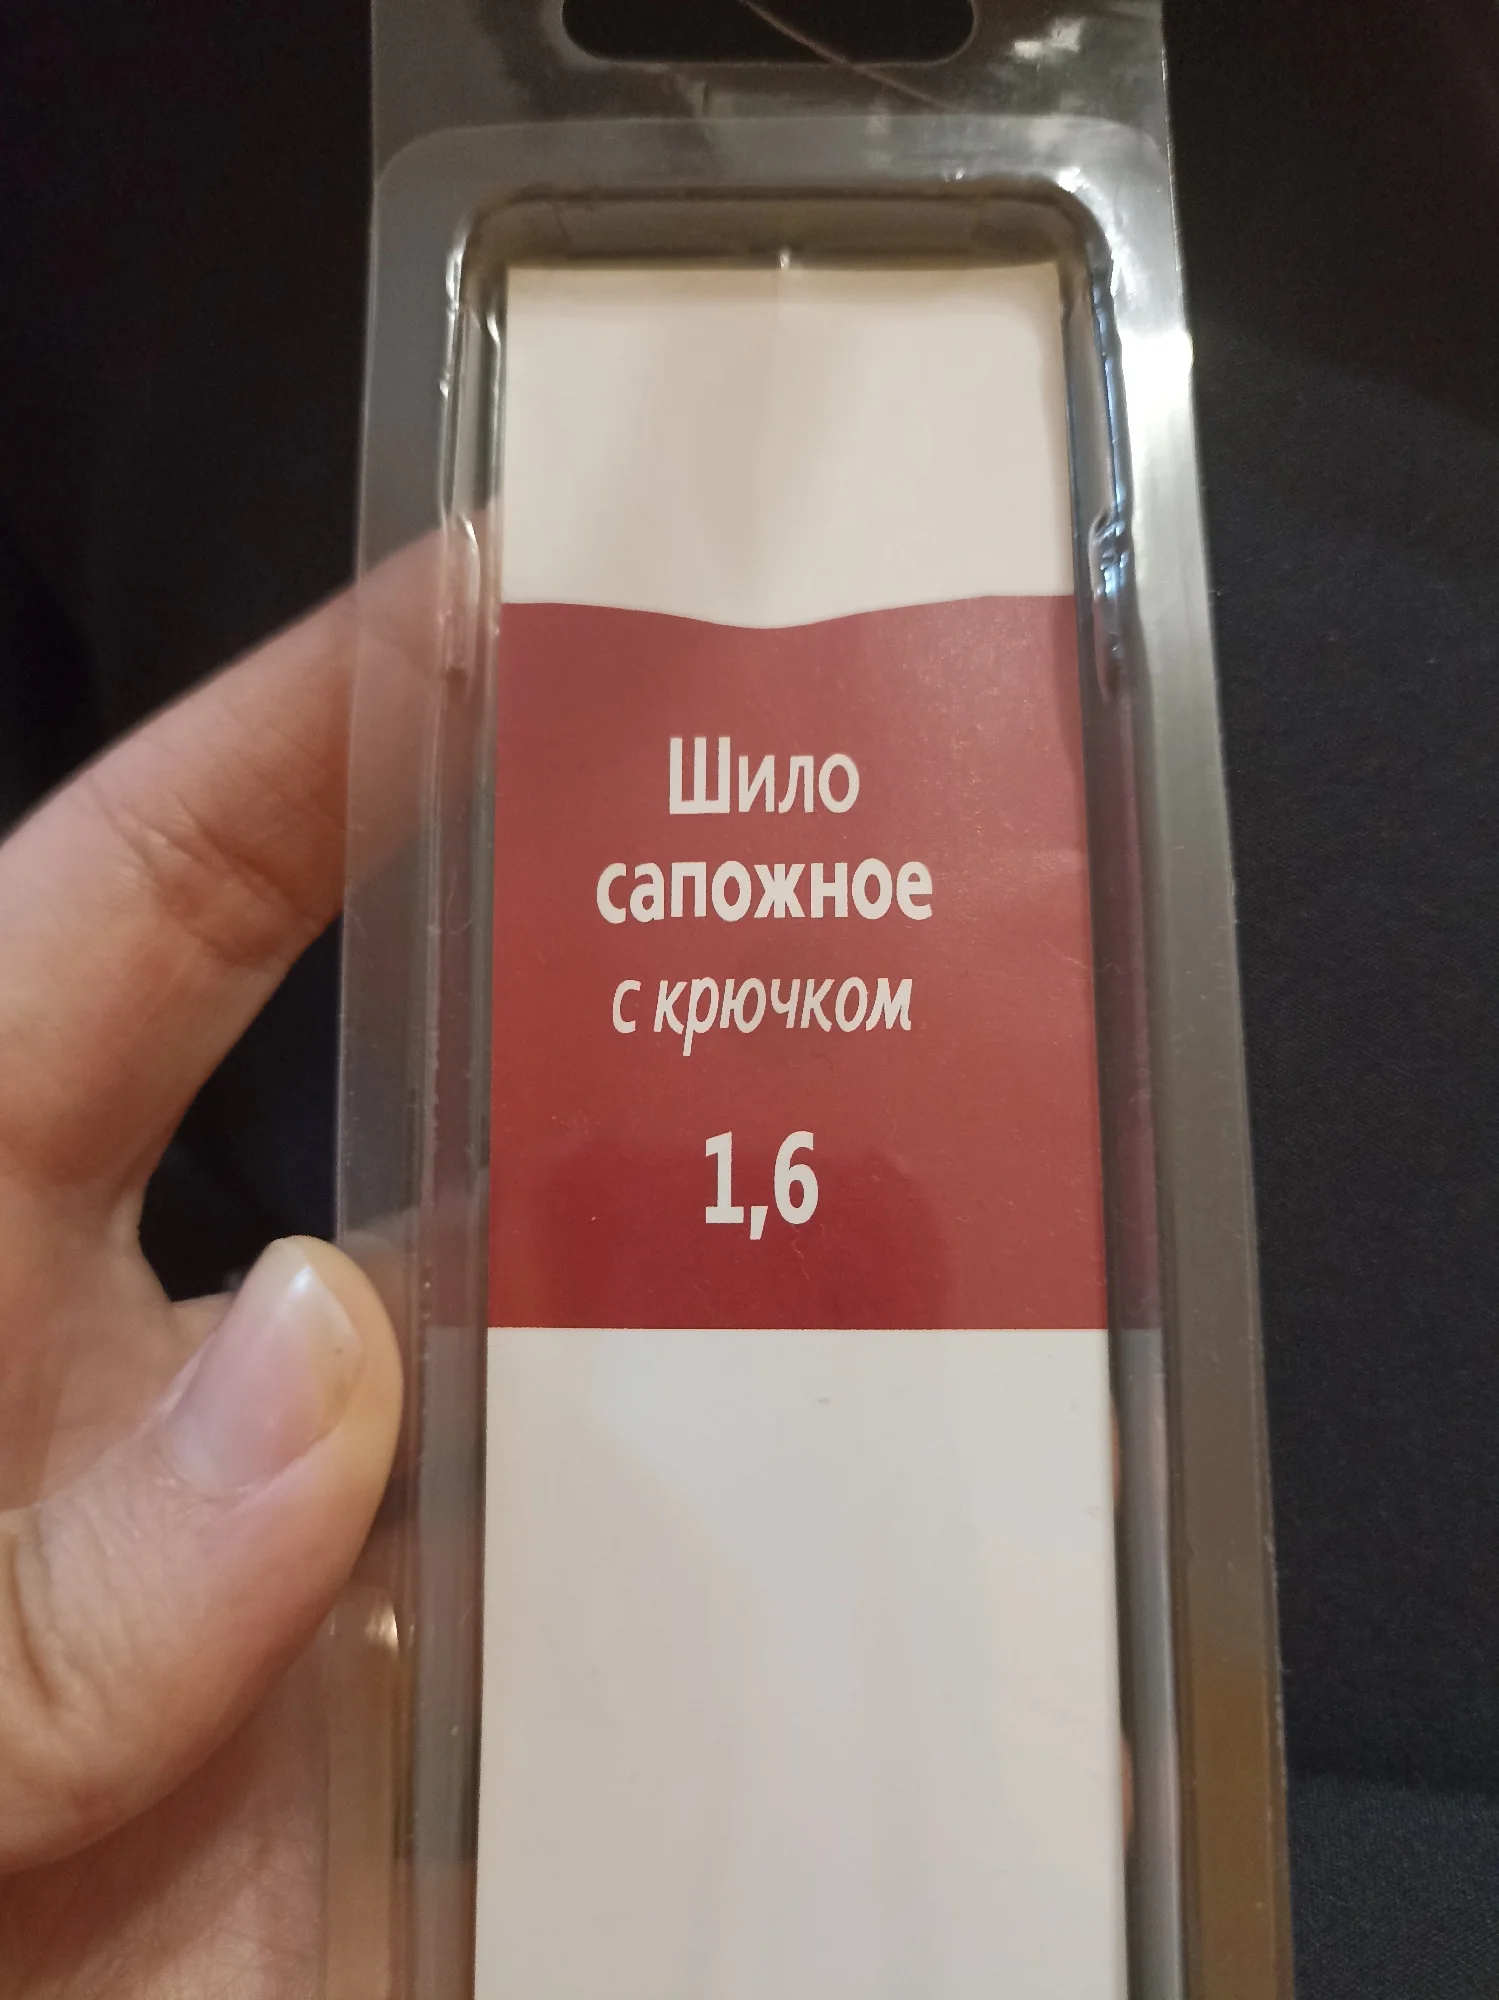 Шило
сапожное
с крючком
1,6